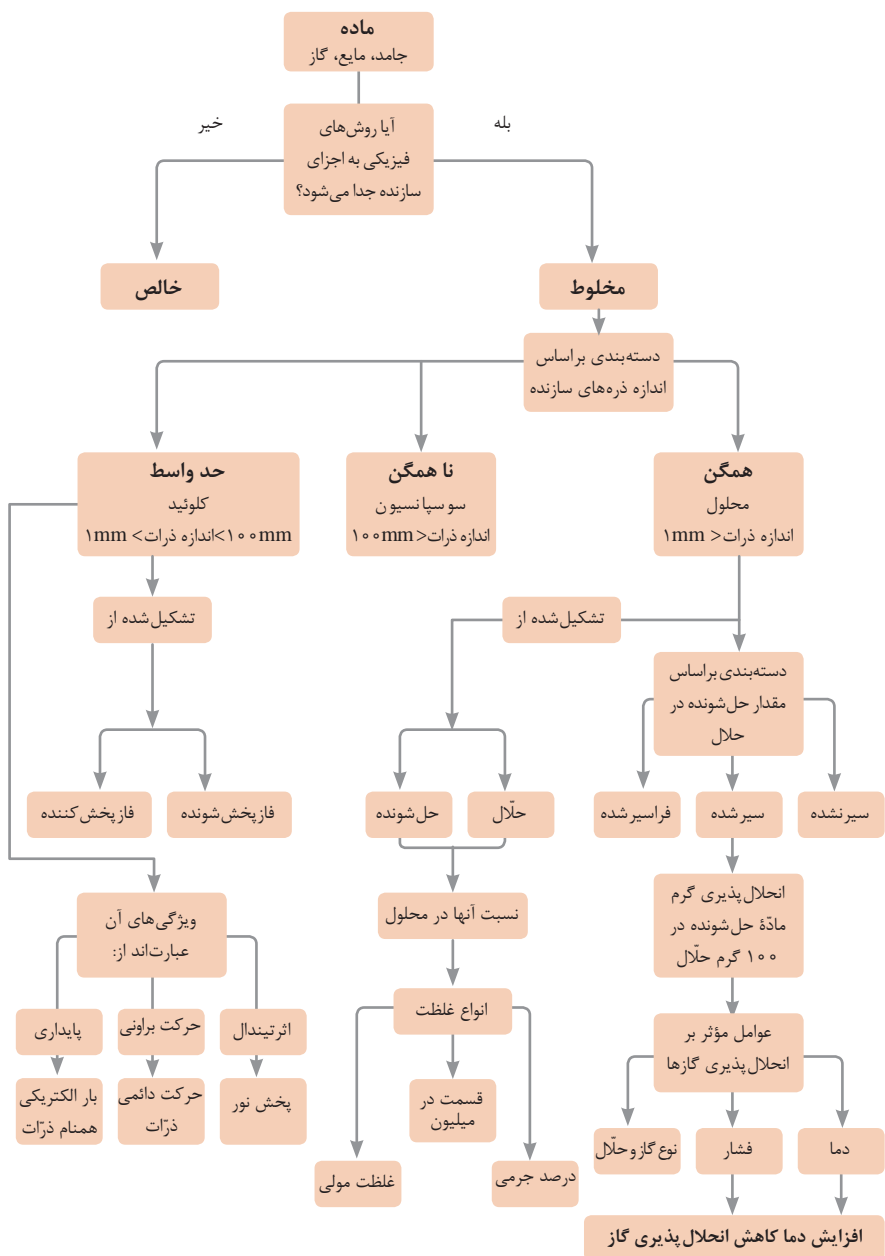 ماده
جامد، مایع، گاز
خیر
بله
آیا روش‌های
فیزیکی به اجزای
سازنده جدا می‌شود؟
خالص
مخلوط
دسته‌بندی براساس
اندازه ذره‌های سازنده
همگن
محلول
اندازه ذرات> ۱mm
نا همگن
سوسپانسیون
اندازه ذرات<۱۰۰mm
حد واسط
کلوئید
۱۰۰mm>اندازه ذرات> ۱mm
تشکیل‌شده از
تشکیل‌شده از
دسته‌بندی براساس
مقدار حل‌شونده در
حلال
سیرنشده
سیر شده
فراسیر شده
حلّال
حل‌شونده
فاز پخش‌شونده
فاز پخش‌کننده
انحلال‌پذیری گرم
مادّهٔ حل‌شونده در
۱۰۰ گرم حلّال
نسبت آنها در محلول
ویژگی‌های آن
عبارت‌اند از:
انواع غلظت
عوامل مؤثر بر
انحلال‌پذیری گازها
اثر تیندال
حرکت براونی
پایداری
پخش نور
حرکت دائمی
ذرّات
بار الکتریکی
همنام ذرّات
قسمت در
میلیون
درصد جرمی
غلظت مولی
دما
فشار
نوع گاز و حلّال
افزایش دما کاهش انحلال‌پذیری گاز